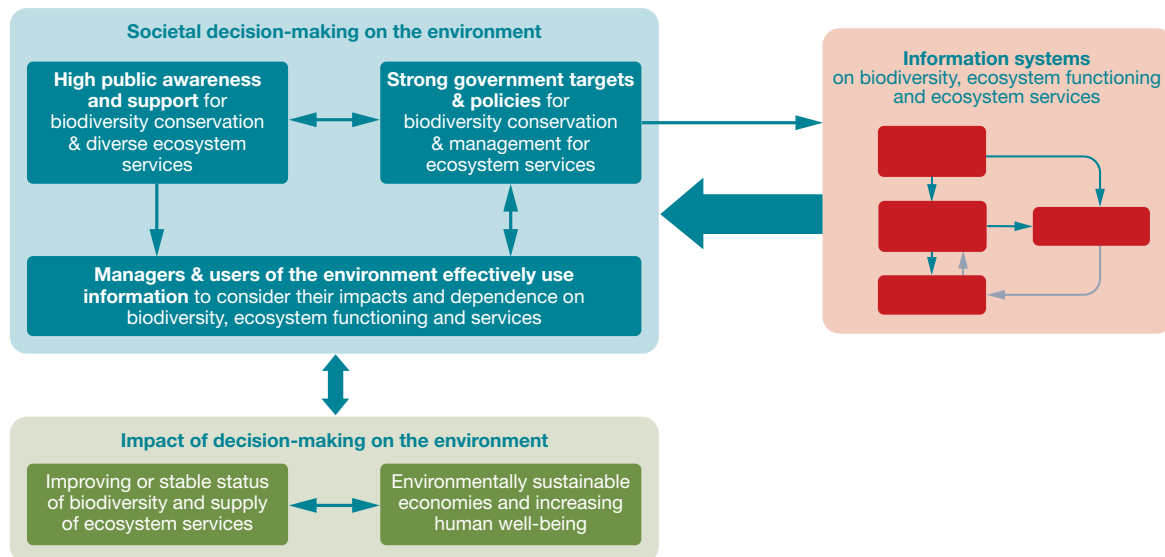 Societal decision-making on the environment
High public awareness
and support for
biodiversity conservation
& diverse ecosystem
services
Strong government targets
& policies for
biodiversity conservation
& management for
ecosystem services
Managers & users of the environment effectively use
information to consider their impacts and dependence on
biodiversity, ecosystem functioning and services
Information systems
on biodiversity, ecosystem functioning
and ecosystem services
Impact of decision-making on the environment
Improving or stable status
of biodiversity and supply
of ecosystem services
Environmentally sustainable
economies and increasing
human well-being